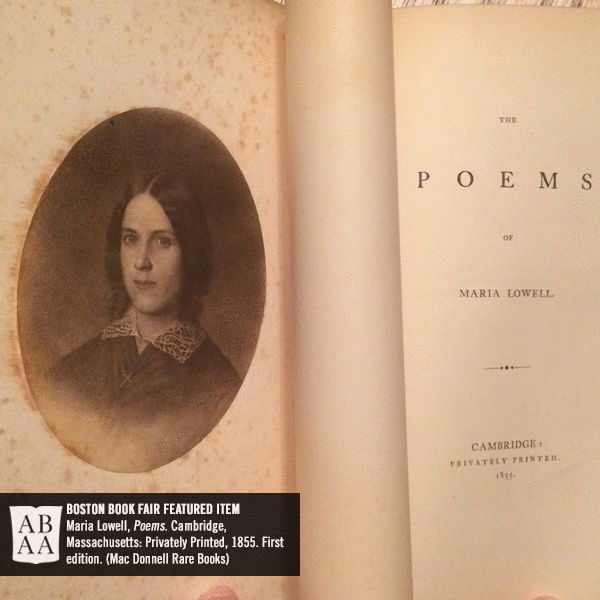 THE
POEMS
OF
MARIA LOWELL.
CAMBRIDGE:
PRIVATELY PRINTED.
1855.
AB
AA
BOSTON BOOK FAIR FEATURED ITEM
Maria Lowell, Poems. Cambridge,
Massachusetts: Privately Printed, 1855. First
edition. (Mac Donnell Rare Books)